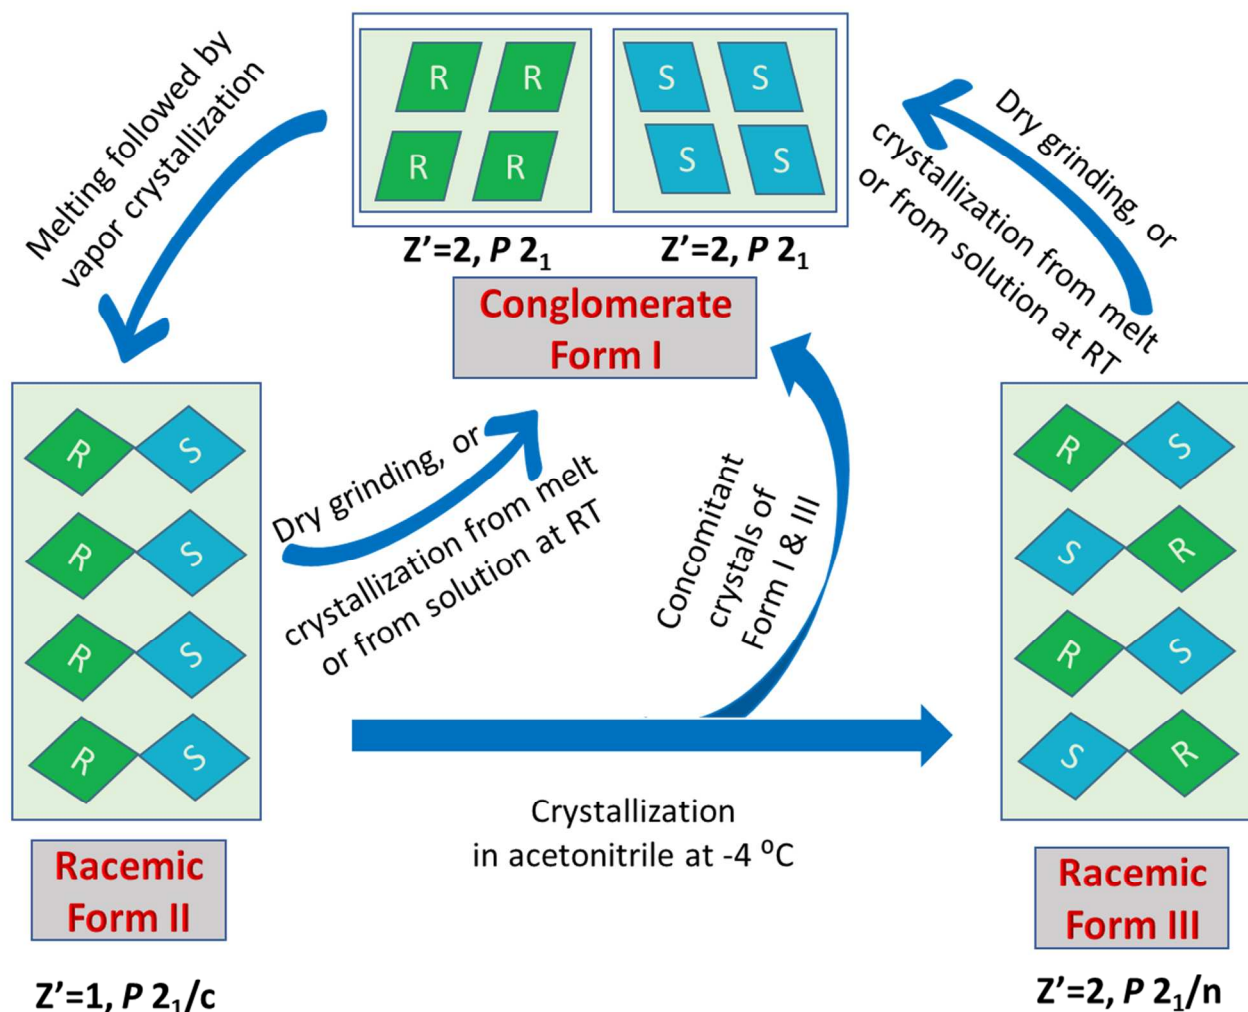 R R
R R
S S
S S
Z’=2, P 2₁
Z’=2, P 2₁
Conglomerate
Form I
Melting followed by
vapor crystallization
Dry grinding, or
crystallization from melt
or from solution at RT
R S
R S
R S
R S
Racemic
Form II
Z’=1, P 2₁/c
Dry grinding, or
crystallization from melt
or from solution at RT
Concomitant
crystals of
Form I & III
Crystallization
in acetonitrile at -4 ⁰C
R S
S R
R S
S R
Racemic
Form III
Z’=2, P 2₁/n